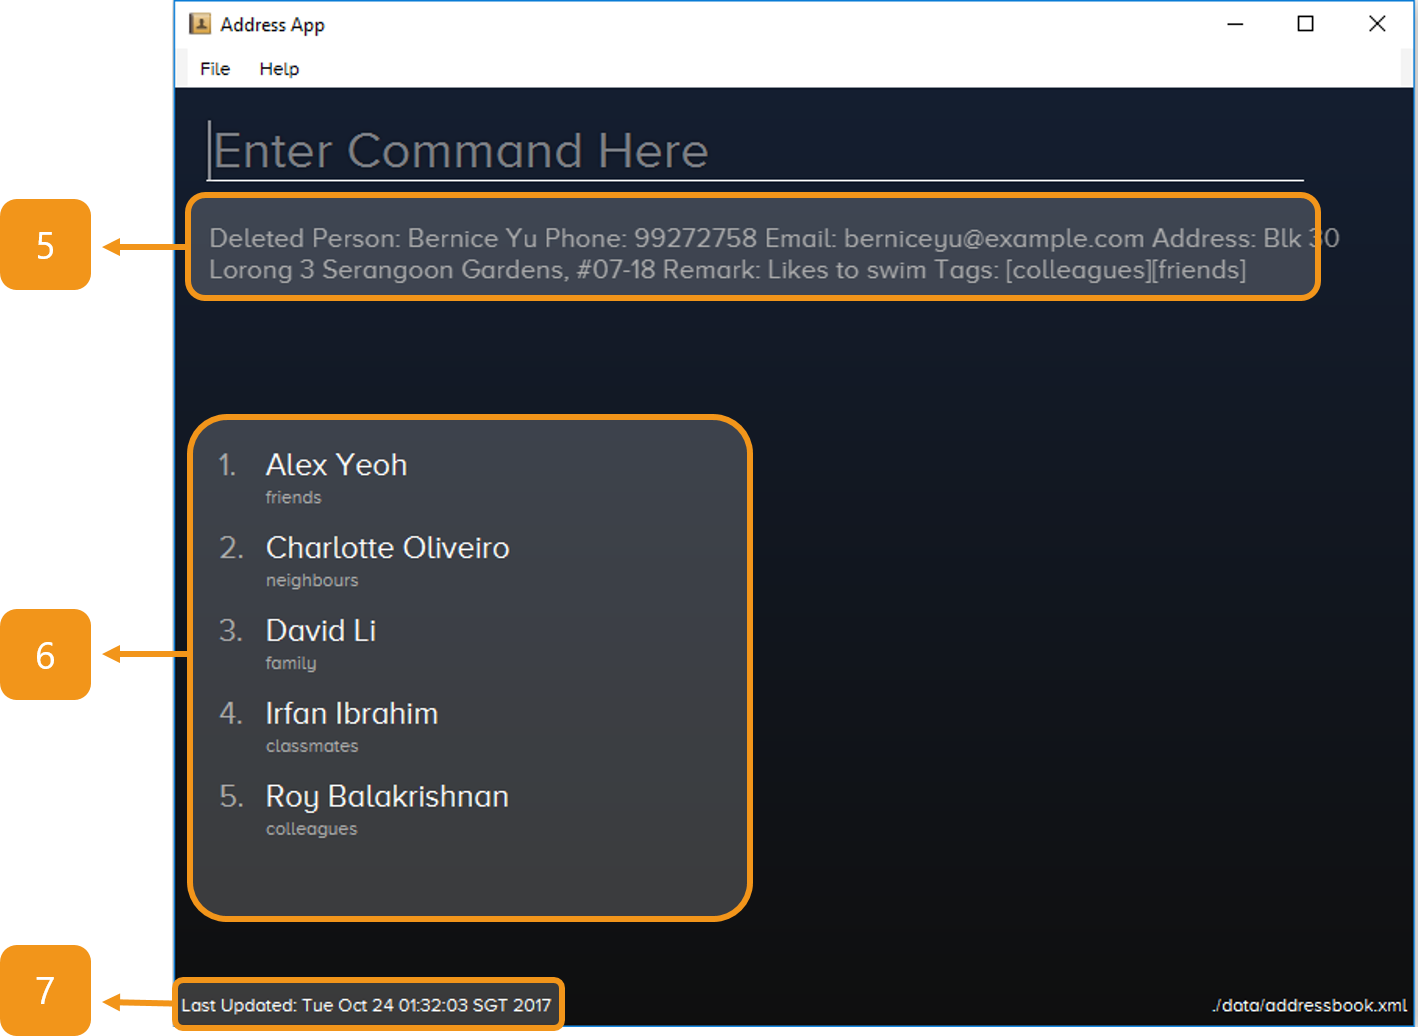 Address App
File Help
Enter Command Here
5
Deleted Person: Bernice Yu Phone: 99272758 Email: berniceyu@example.com Address: Blk 30
Lorong 3 Serangoon Gardens, #07-18 Remark: Likes to swim Tags: [colleagues][friends]
1. Alex Yeoh
friends
2. Charlotte Oliveiro
neighbours
3. David Li
6
family
4. Irfan Ibrahim
classmates
5. Roy Balakrishnan
colleagues
7
Last Updated: Tue Oct 24 01:32:03 SGT 2017
./data/addressbook.xml